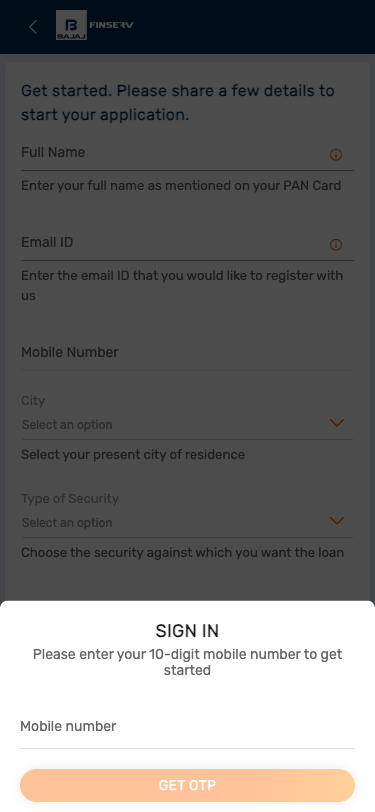 BAJAJ
FINSERV
Get started. Please share a few details to
start your application.
Full Name
Enter your full name as mentioned on your PAN Card
Email ID
Enter the email ID that you would like to register with
us
Mobile Number
City
Select an option
Select your present city of residence
Type of Security
Select an option
Choose the security against which you want the loan
SIGN IN
Please enter your 10-digit mobile number to get
started
Mobile number
GET OTP